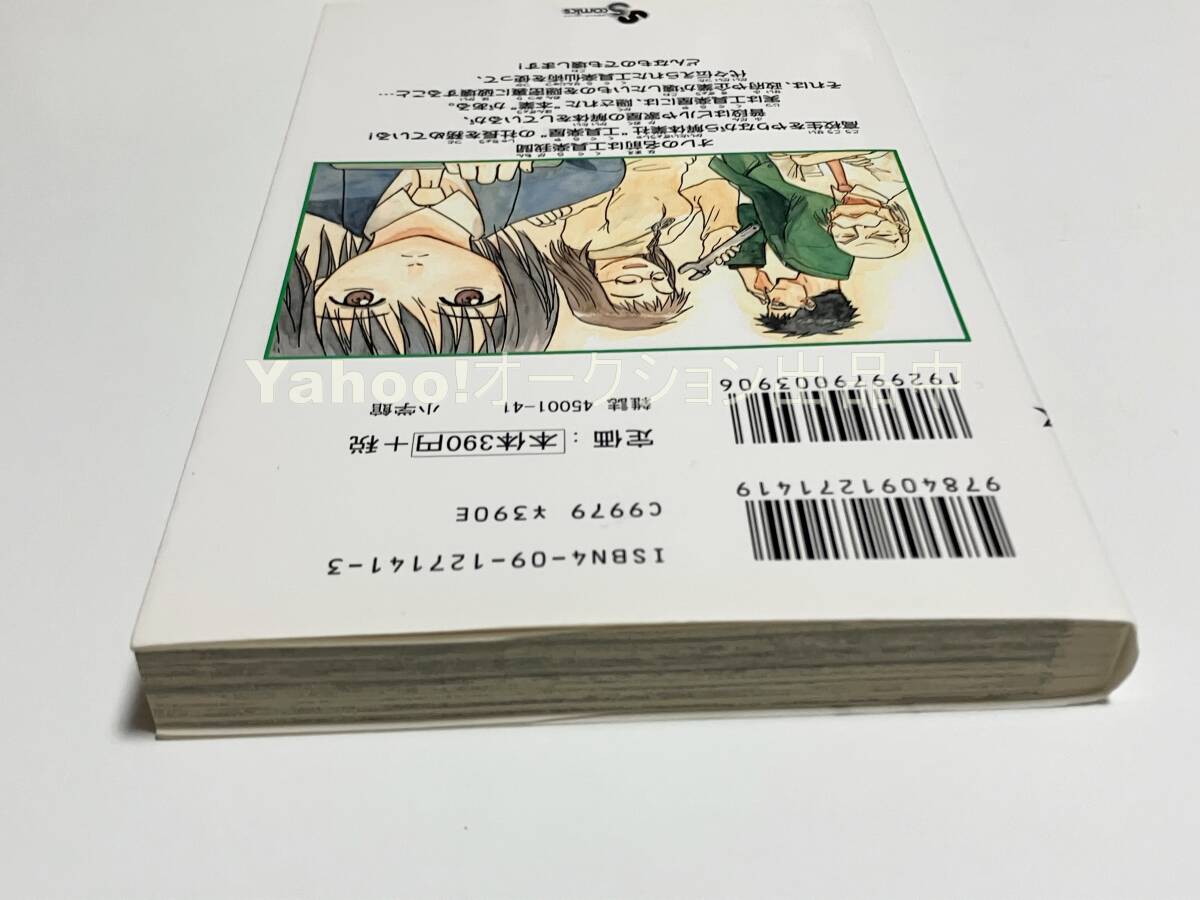 オレの名前は工具楽我聞
高校生をやりながら解体業社"工具楽屋"の社長を務めている!
普段はビルや家屋の解体をしているが、
実は工具楽屋には、隠された"本業"がある。
それは、政府や企業が壊したいものを隠密裏に破壊すること…
代々伝えられた工具楽仙術を使って、
どんなものでも壊します!
comics
ISBN4-09-127141-3
C9979 ¥390E
定価:本体390円+税
雑誌 45001-41
小学館
9784091271419
1929979003906
Yahoo!オークション出品中